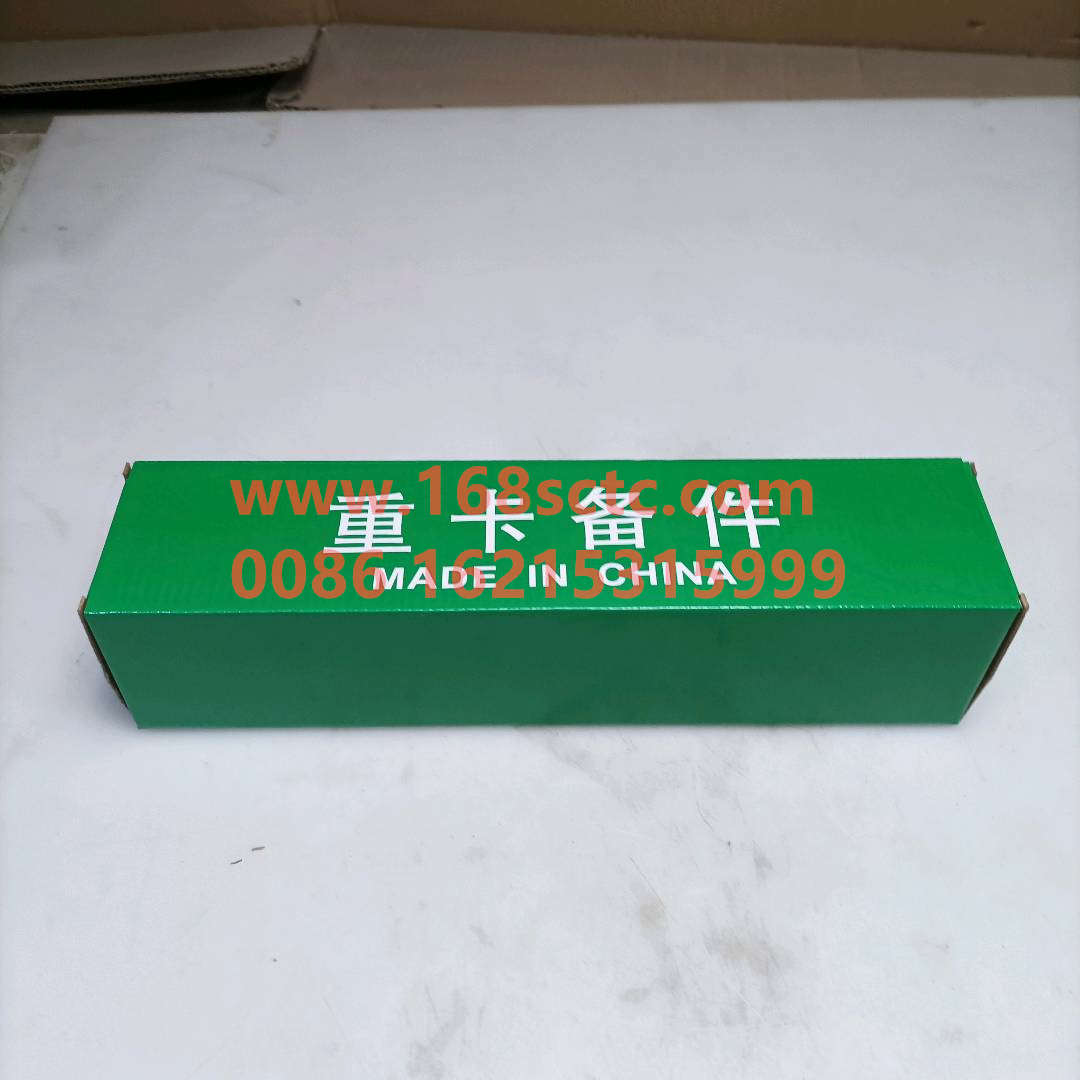 www.168sctc.com
重卡备件
0086 16215315999
MADE IN CHINA